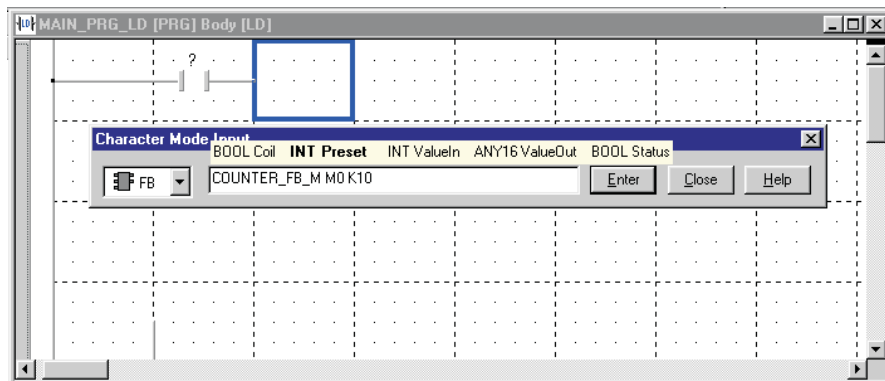 MAIN_PRG_LD [PRG] Body [LD]
?
Character Mode Input
BOOL Coil INT Preset INT ValueIn ANY16 ValueOut BOOL Status
FB COUNTER_FB_M M0 K10 Enter Close Help